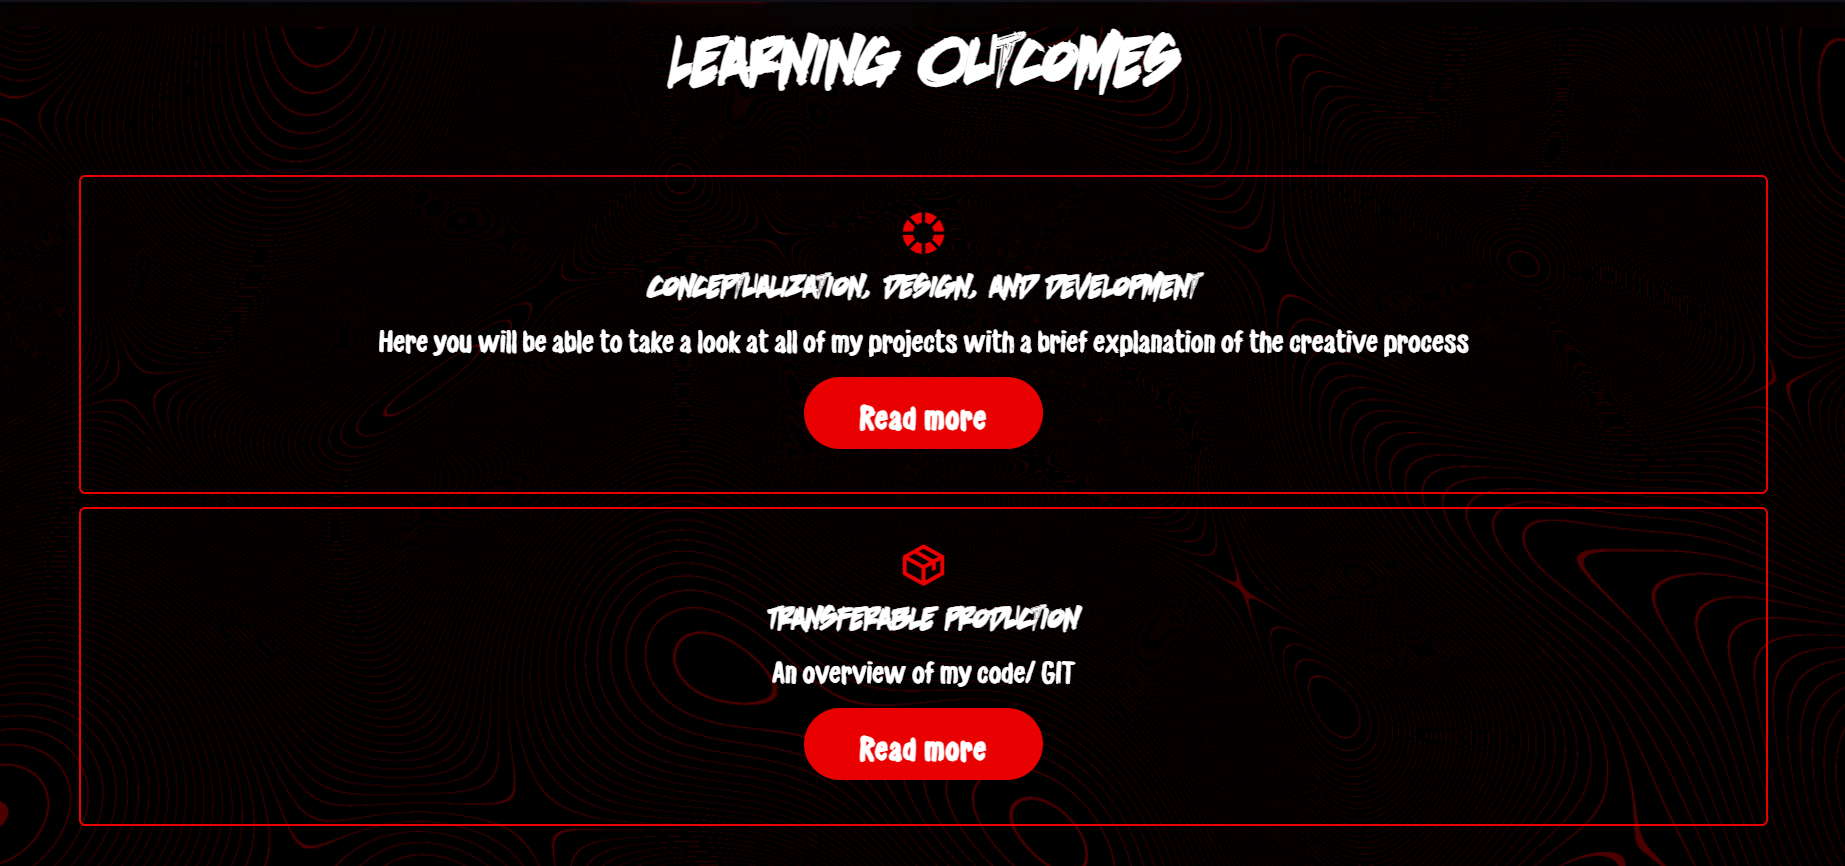 LEARNING OUTCOMES
CONCEPTUALIZATION, DESIGN, AND DEVELOPMENT
Here you will be able to take a look at all of my projects with a brief explanation of the creative process
Read more
TRANSFERABLE PRODUCTION
An overview of my code/ GIT
Read more